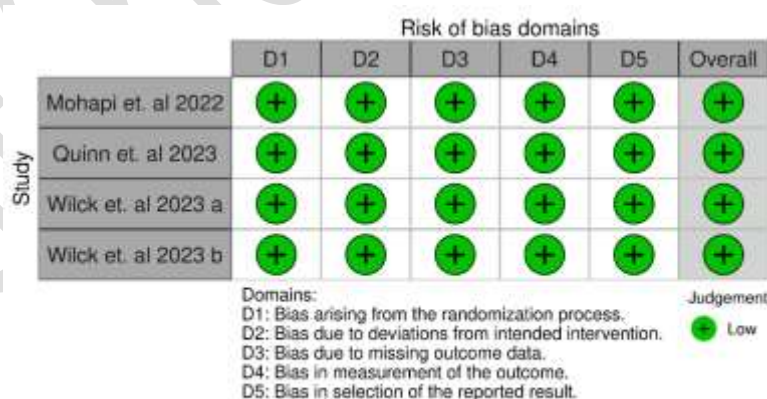 Risk of bias domains
D1 D2 D3 D4 D5 Overall
Study
Mohapi et. al 2022 + + + + + +
Quinn et. al 2023 + + + + + +
Wilck et. al 2023 a + + + + + +
Wilck et. al 2023 b + + + + + +
Domains:
D1: Bias arising from the randomization process.
D2: Bias due to deviations from intended intervention.
D3: Bias due to missing outcome data.
D4: Bias in measurement of the outcome.
D5: Bias in selection of the reported result.
Judgement
+ Low